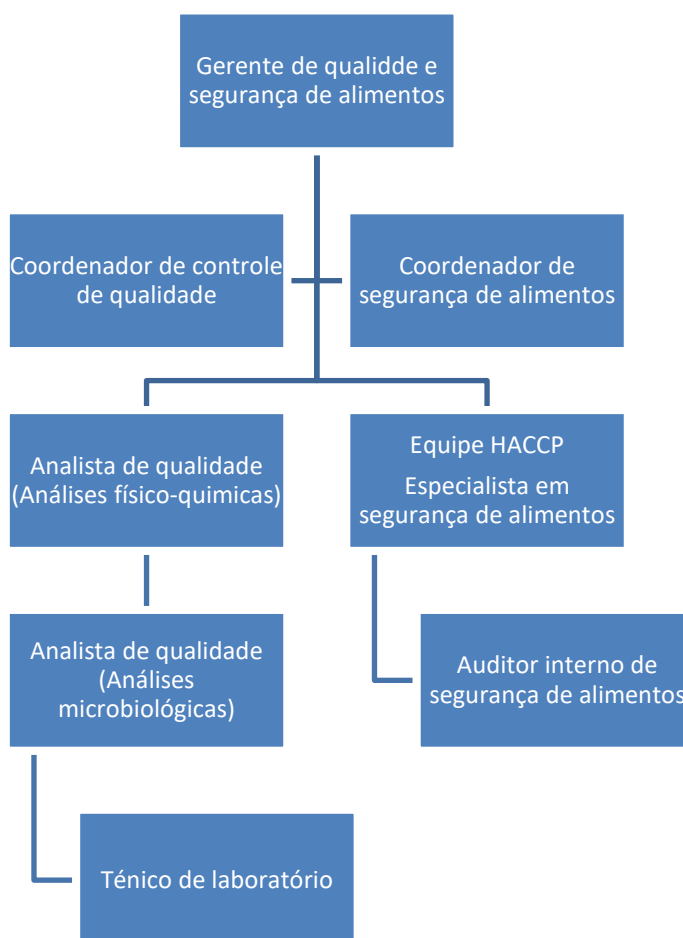 Gerente de qualidde e
segurança de alimentos
Coordenador de controle
de qualidade
Coordenador de
segurança de alimentos
Analista de qualidade
(Análises físico-quimicas)
Equipe HACCP
Especialista em
segurança de alimentos
Analista de qualidade
(Análises
microbiológicas)
Auditor interno de
segurança de alimentos
Ténico de laboratório